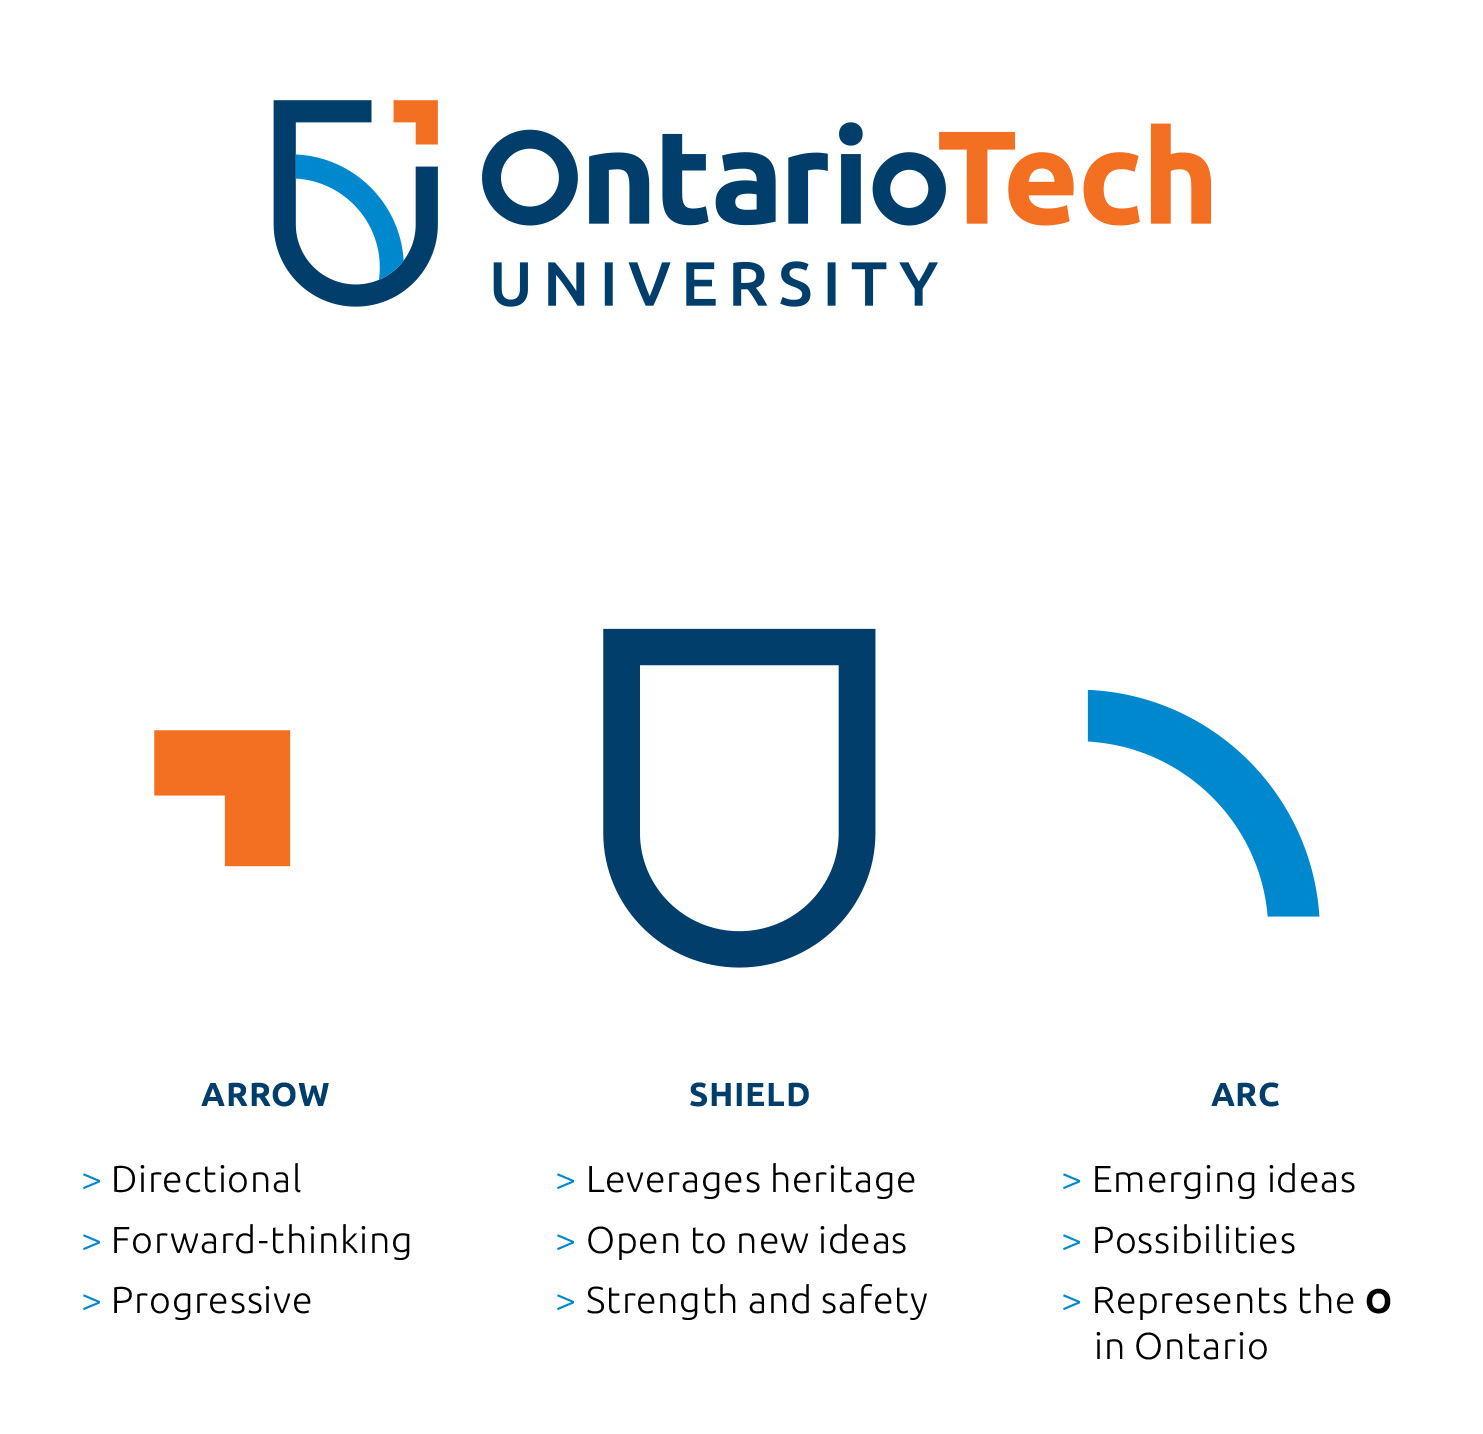 OntarioTech
UNIVERSITY
ARROW
> Directional
> Forward-thinking
> Progressive
SHIELD
> Leverages heritage
> Open to new ideas
> Strength and safety
ARC
> Emerging ideas
> Possibilities
> Represents the O
in Ontario